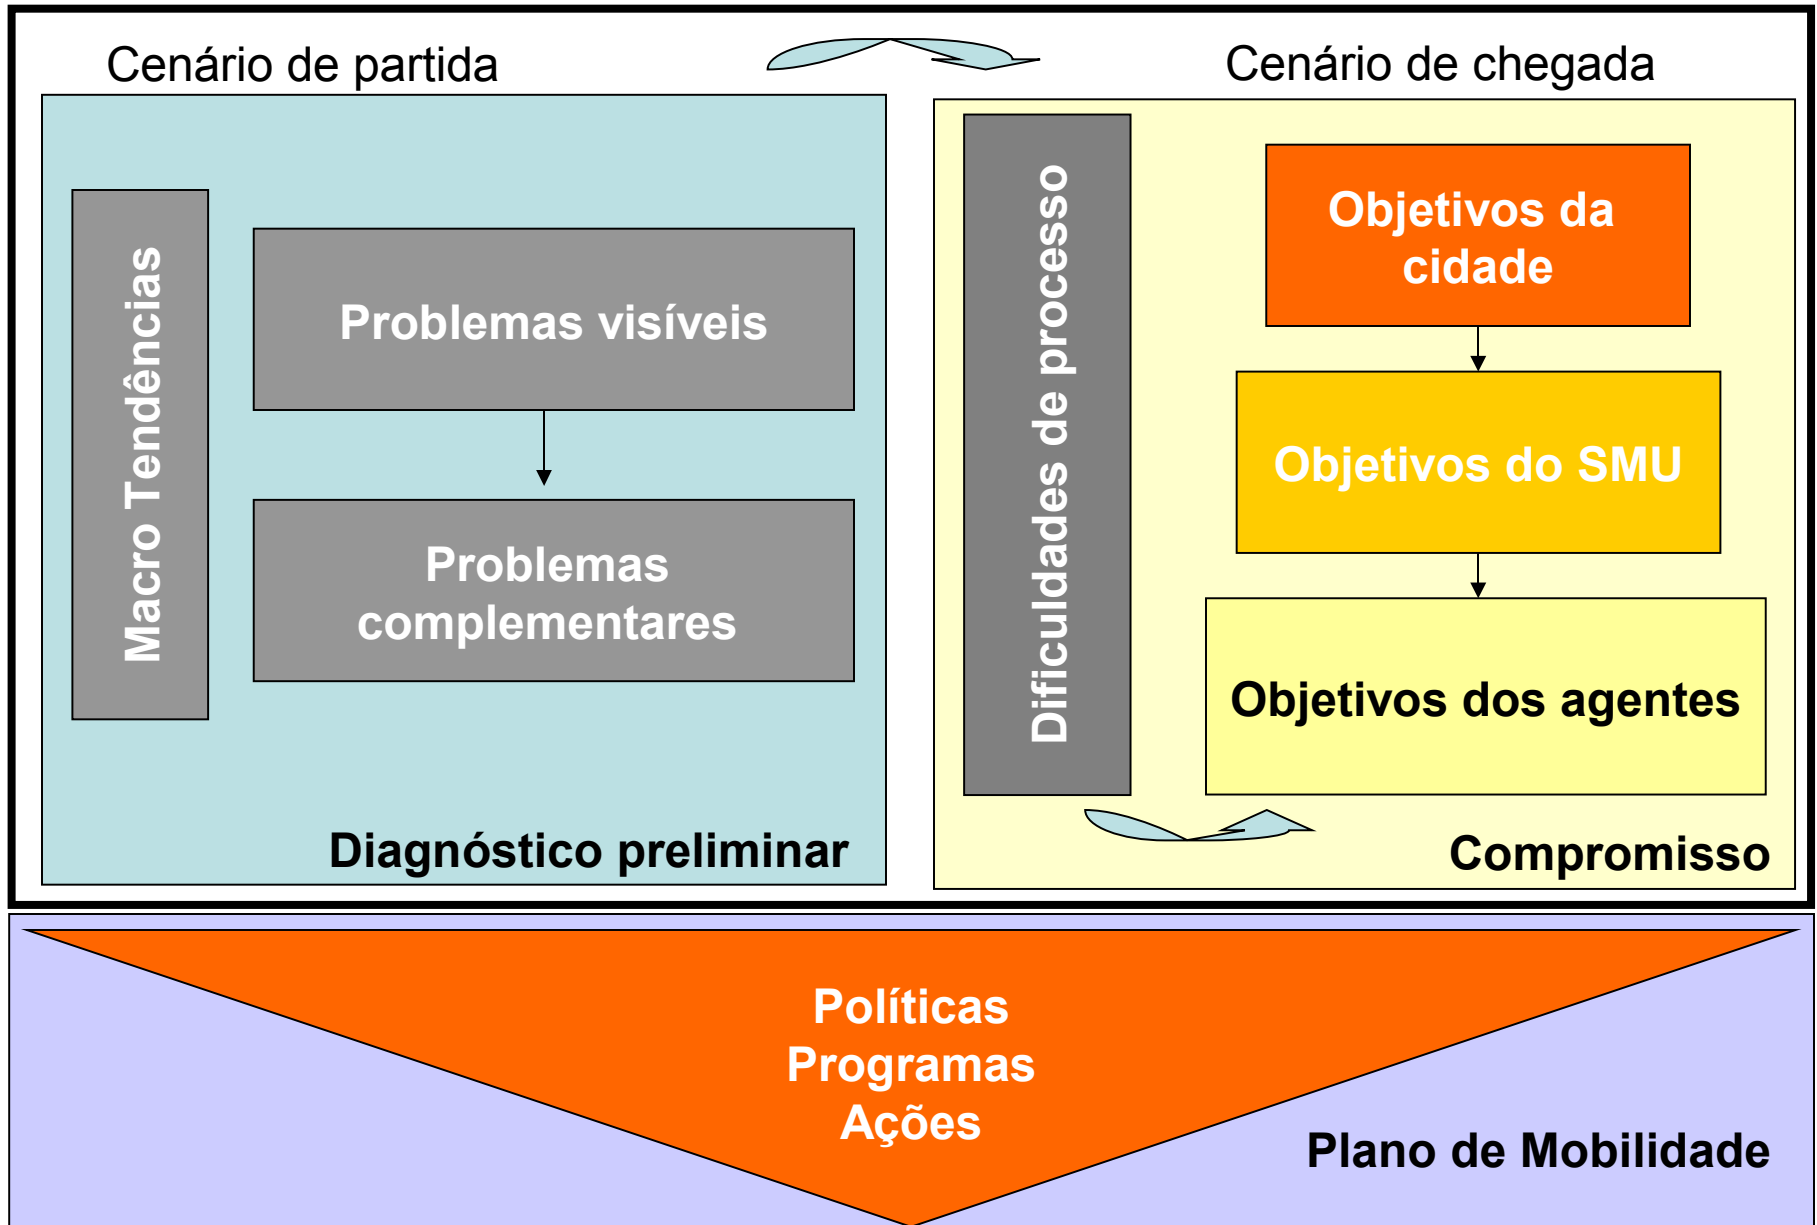 Cenário de partida
Macro Tendências
Problemas visíveis
Problemas
complementares
Diagnóstico preliminar
Cenário de chegada
Dificuldades de processo
Objetivos da
cidade
Objetivos do SMU
Objetivos dos agentes
Compromisso
Políticas
Programas
Ações
Plano de Mobilidade